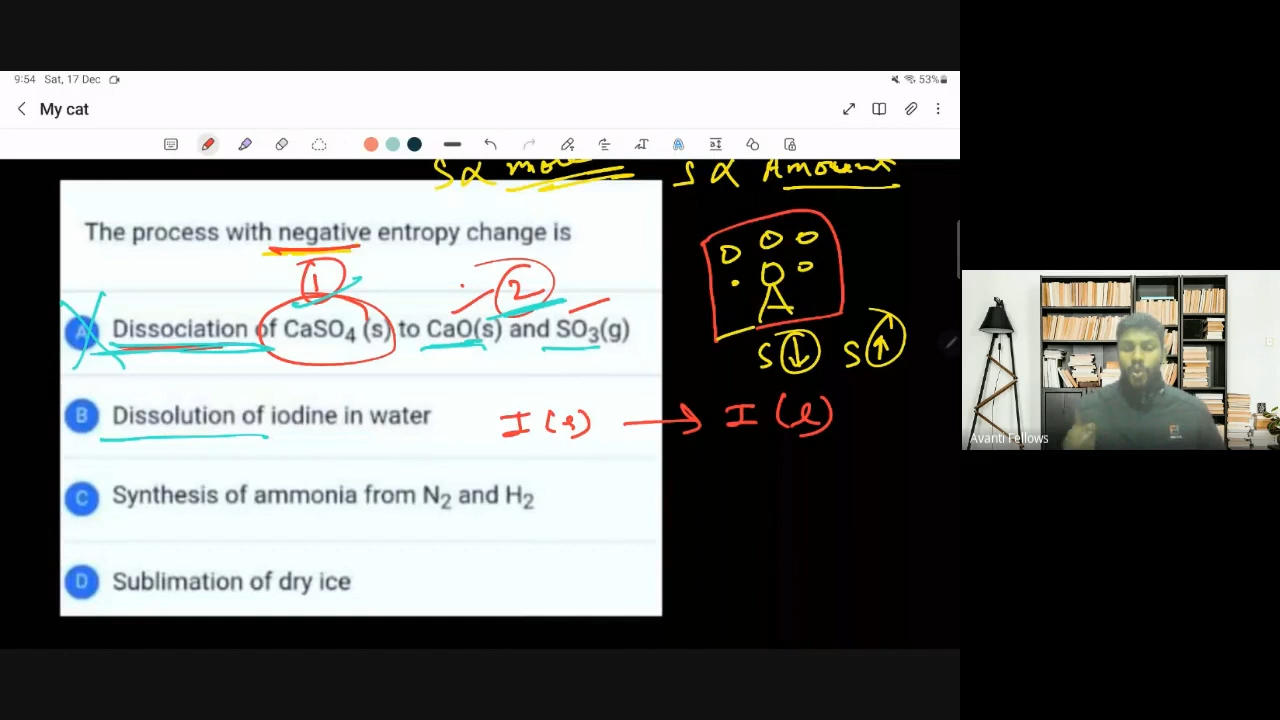 9:54 Sat, 17 Dec 53%
My cat
S∝ S∝ Amount
The process with negative entropy change is
1 2
A Dissociation of CaSO4 (s) to CaO(s) and SO3(g)
S↓ S↑
B Dissolution of iodine in water I(s) → I(l)
C Synthesis of ammonia from N2 and H2
D Sublimation of dry ice
Avanti Fellows